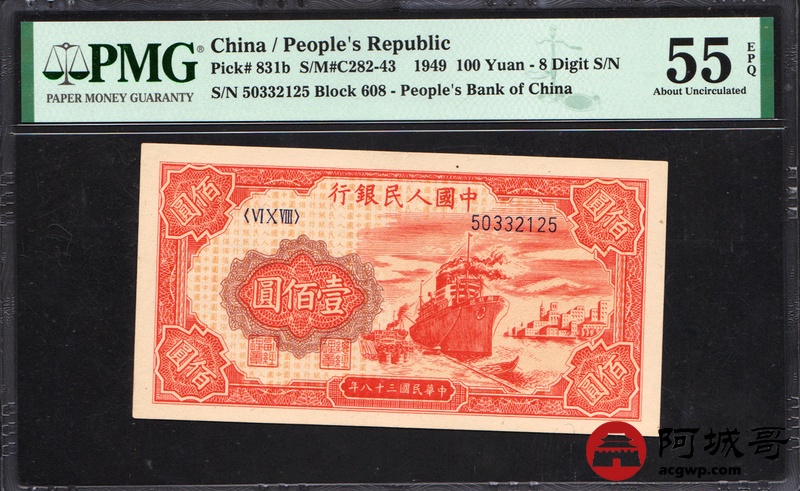 PMG®
PAPER MONEY GUARANTY
China / People's Republic
Pick# 831b S/M#C282-43 1949 100 Yuan - 8 Digit S/N
S/N 50332125 Block 608 - People's Bank of China
55
EPQ
About Uncirculated
行銀民人國中
圓佰
圓佰
〈VI X VIII〉
50332125
圓佰壹
圓佰
圓佰
年八十三國民華中
阿城哥
acgwp.com